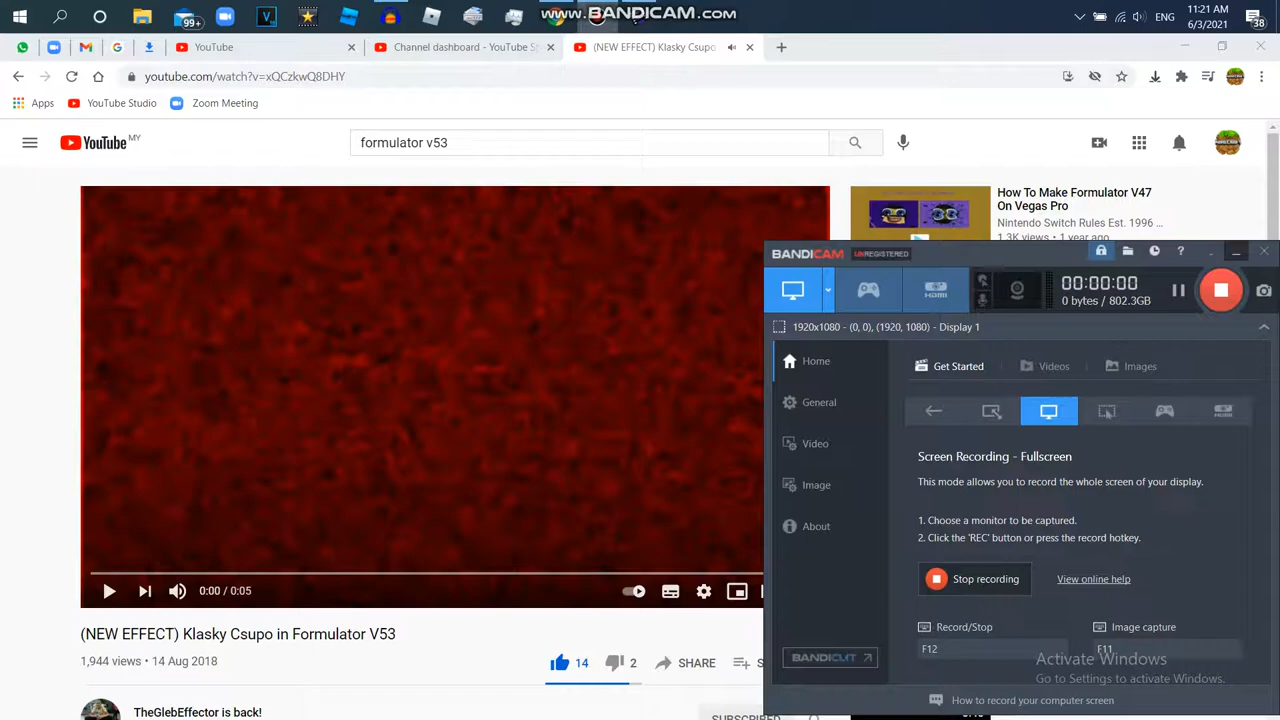 www.BANDICAM.com
99+
ENG
11:21 AM
6/3/2021
38
YouTube
Channel dashboard - YouTube S
(NEW EFFECT) Klasky Csupo
youtube.com/watch?v=xQCzkwQ8DHY
Apps
YouTube Studio
Zoom Meeting
YouTube MY
formulator v53
How To Make Formulator V47
On Vegas Pro
Nintendo Switch Rules Est. 1996 ...
1.3K views • 1 year ago
BANDICAM UNREGISTERED
HDMI
00:00:00
0 bytes / 802.3GB
1920x1080 - (0, 0), (1920, 1080) - Display 1
Home
General
Video
Image
About
Get Started
Videos
Images
Screen Recording - Fullscreen
This mode allows you to record the whole screen of your display.
1. Choose a monitor to be captured.
2. Click the 'REC' button or press the record hotkey.
Stop recording
View online help
Record/Stop
Image capture
F12
F11
BANDICUT
Activate Windows
Go to Settings to activate Windows.
How to record your computer screen
0:00 / 0:05
(NEW EFFECT) Klasky Csupo in Formulator V53
1,944 views • 14 Aug 2018
14
2
SHARE
S
TheGlebEffector is back!
SUBSCRIBED